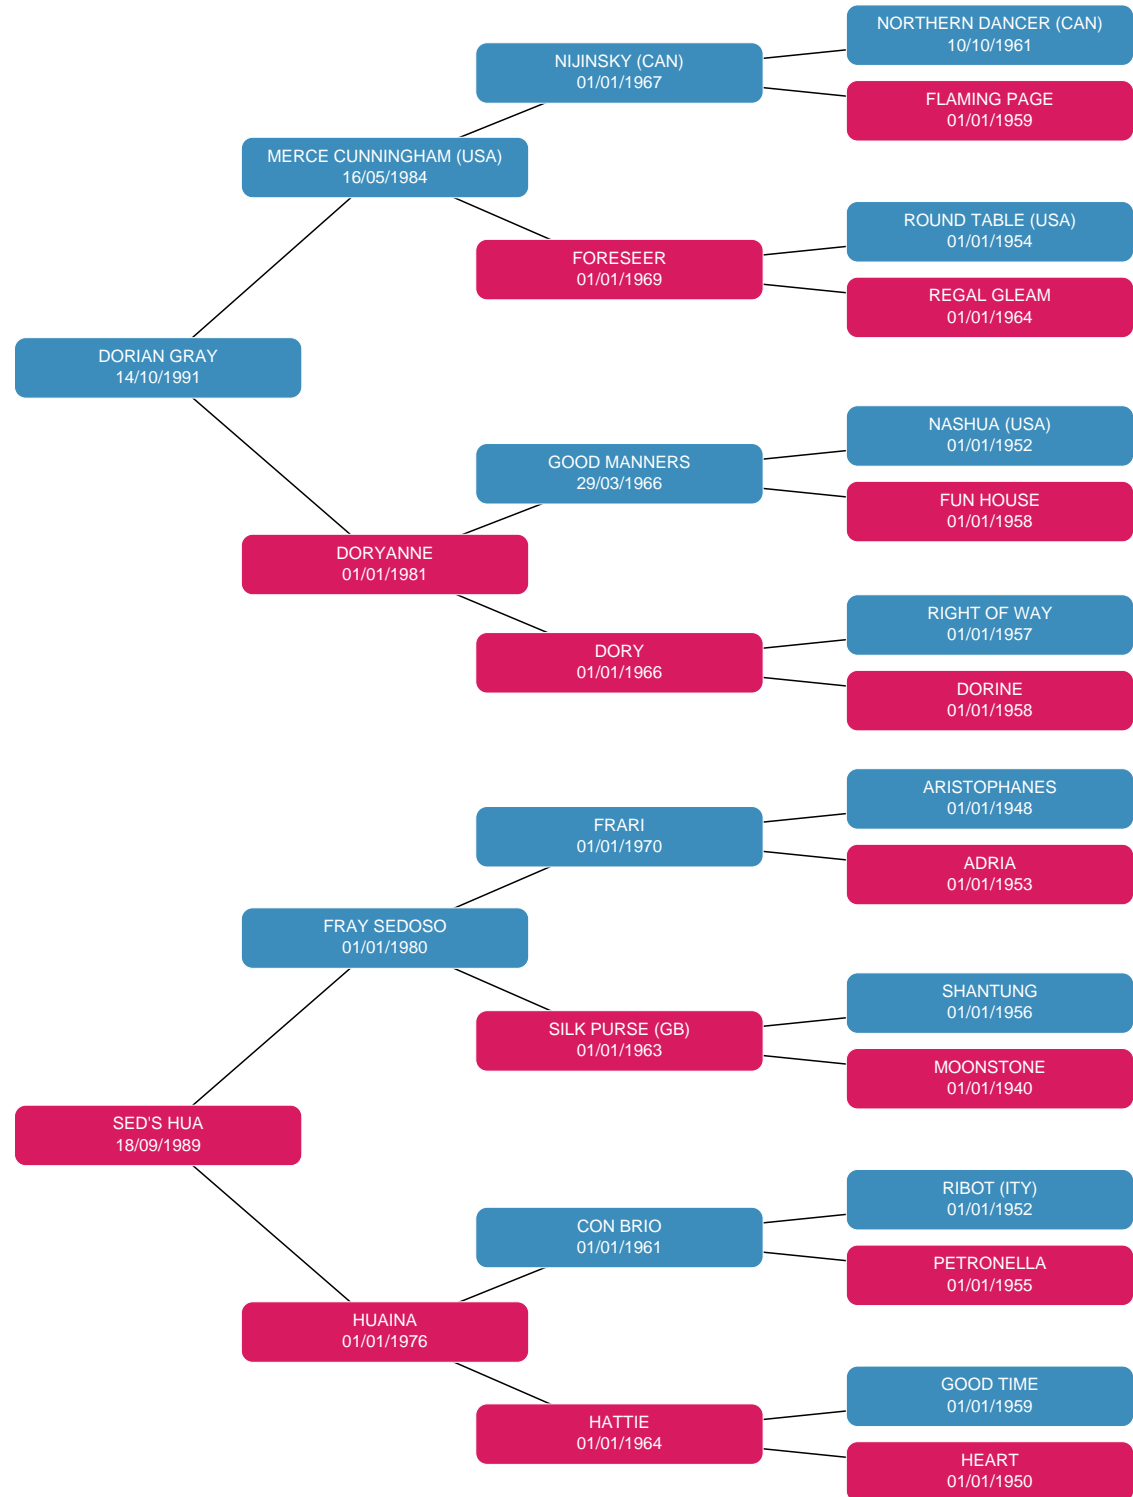 NORTHERN DANCER (CAN)
10/10/1961
NIJINSKY (CAN)
01/01/1967
FLAMING PAGE
01/01/1959
MERCE CUNNINGHAM (USA)
16/05/1984
ROUND TABLE (USA)
01/01/1954
FORESEER
01/01/1969
REGAL GLEAM
01/01/1964
DORIAN GRAY
14/10/1991
NASHUA (USA)
01/01/1952
GOOD MANNERS
29/03/1966
FUN HOUSE
01/01/1958
DORYANNE
01/01/1981
RIGHT OF WAY
01/01/1957
DORY
01/01/1966
DORINE
01/01/1958
ARISTOPHANES
01/01/1948
FRARI
01/01/1970
ADRIA
01/01/1953
FRAY SEDOSO
01/01/1980
SHANTUNG
01/01/1956
SILK PURSE (GB)
01/01/1963
MOONSTONE
01/01/1940
SED'S HUA
18/09/1989
RIBOT (ITY)
01/01/1952
CON BRIO
01/01/1961
PETRONELLA
01/01/1955
HUAINA
01/01/1976
GOOD TIME
01/01/1959
HATTIE
01/01/1964
HEART
01/01/1950